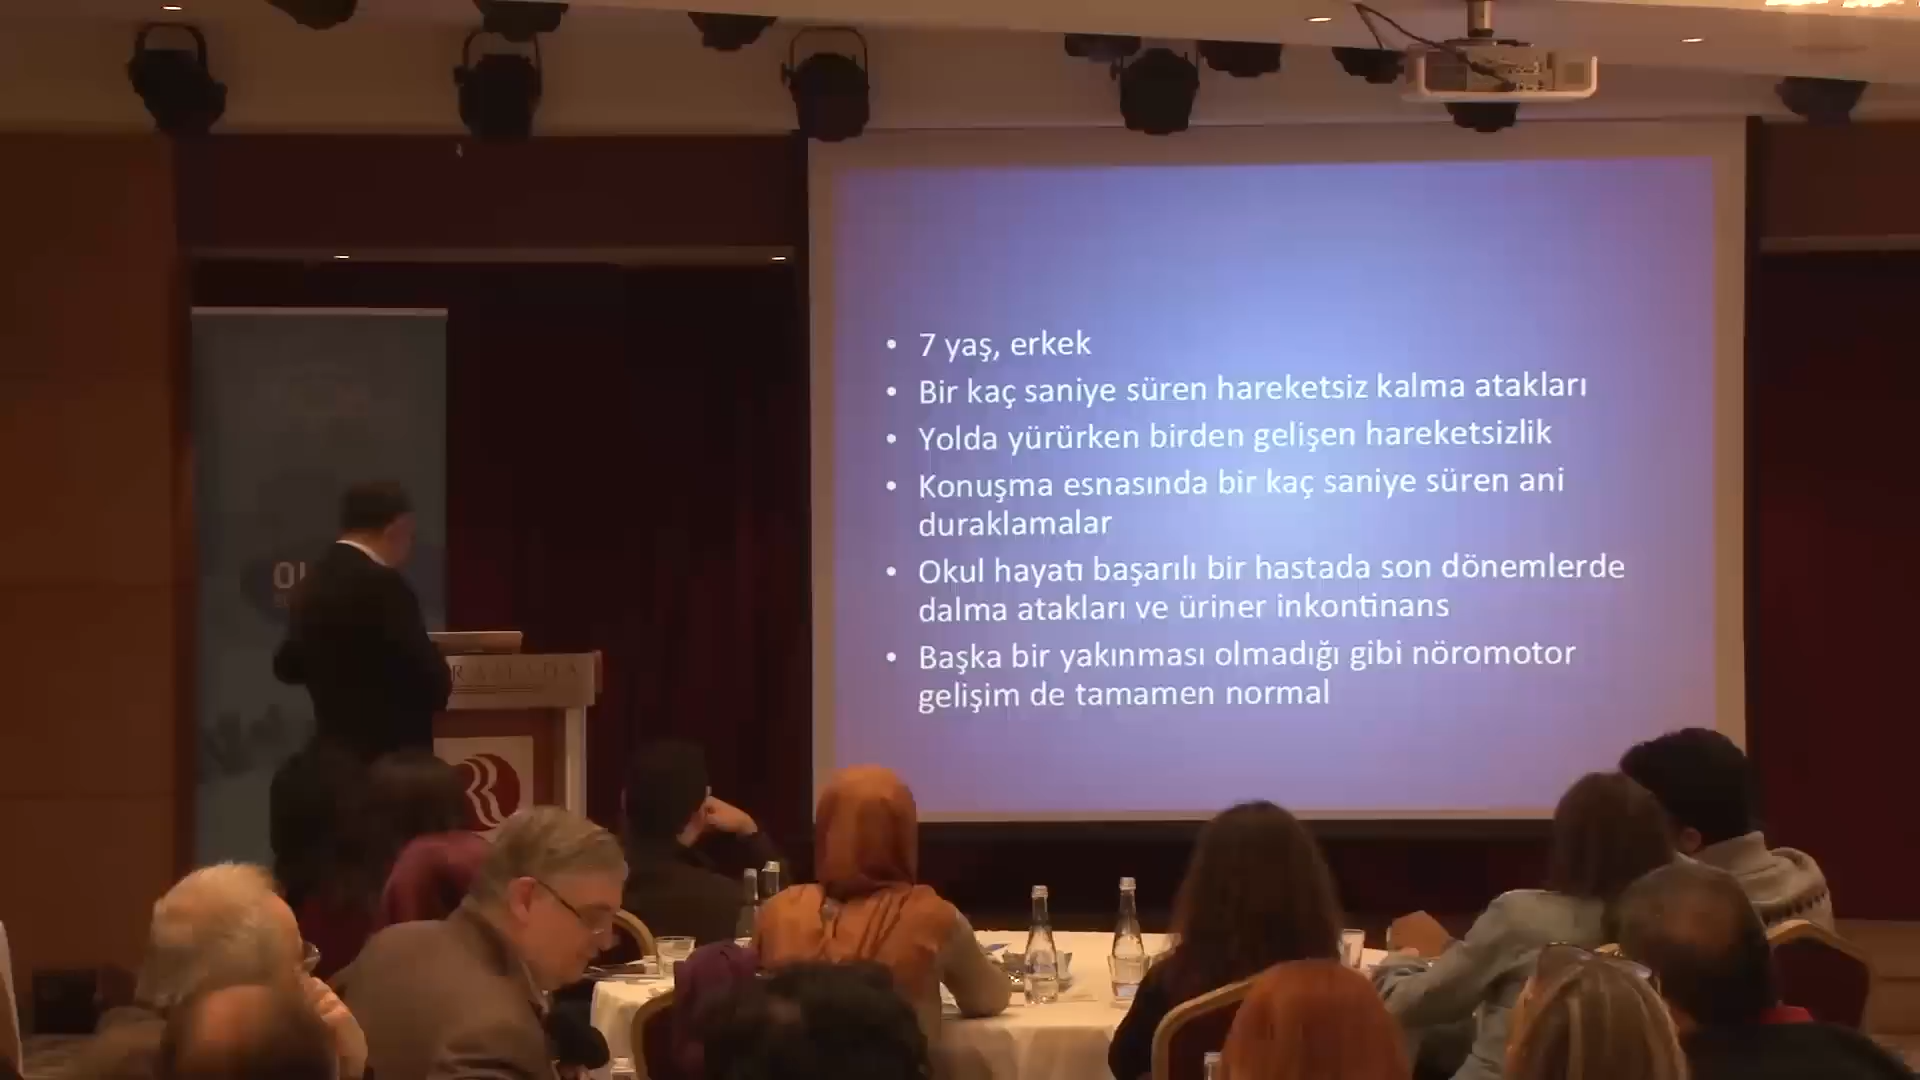 • 7 yaş, erkek
• Bir kaç saniye süren hareketsiz kalma atakları
• Yolda yürürken birden gelişen hareketsizlik
• Konuşma esnasında bir kaç saniye süren ani
duraklamalar
• Okul hayatı başarılı bir hastada son dönemlerde
dalma atakları ve üriner inkontinans
• Başka bir yakınması olmadığı gibi nöromotor
gelişim de tamamen normal
RAMADA